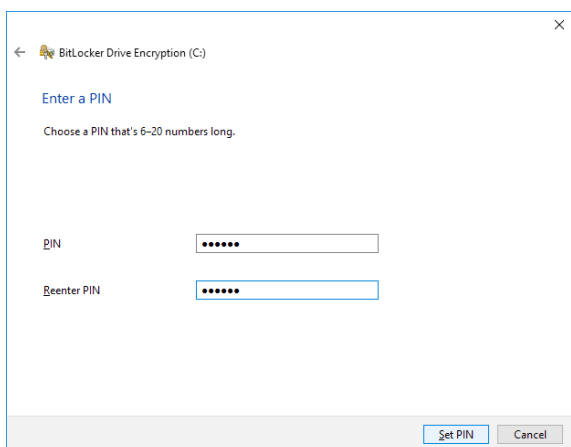 BitLocker Drive Encryption (C:)
Enter a PIN
Choose a PIN that's 6–20 numbers long.
PIN ●●●●●●
Reenter PIN ●●●●●●
Set PIN Cancel